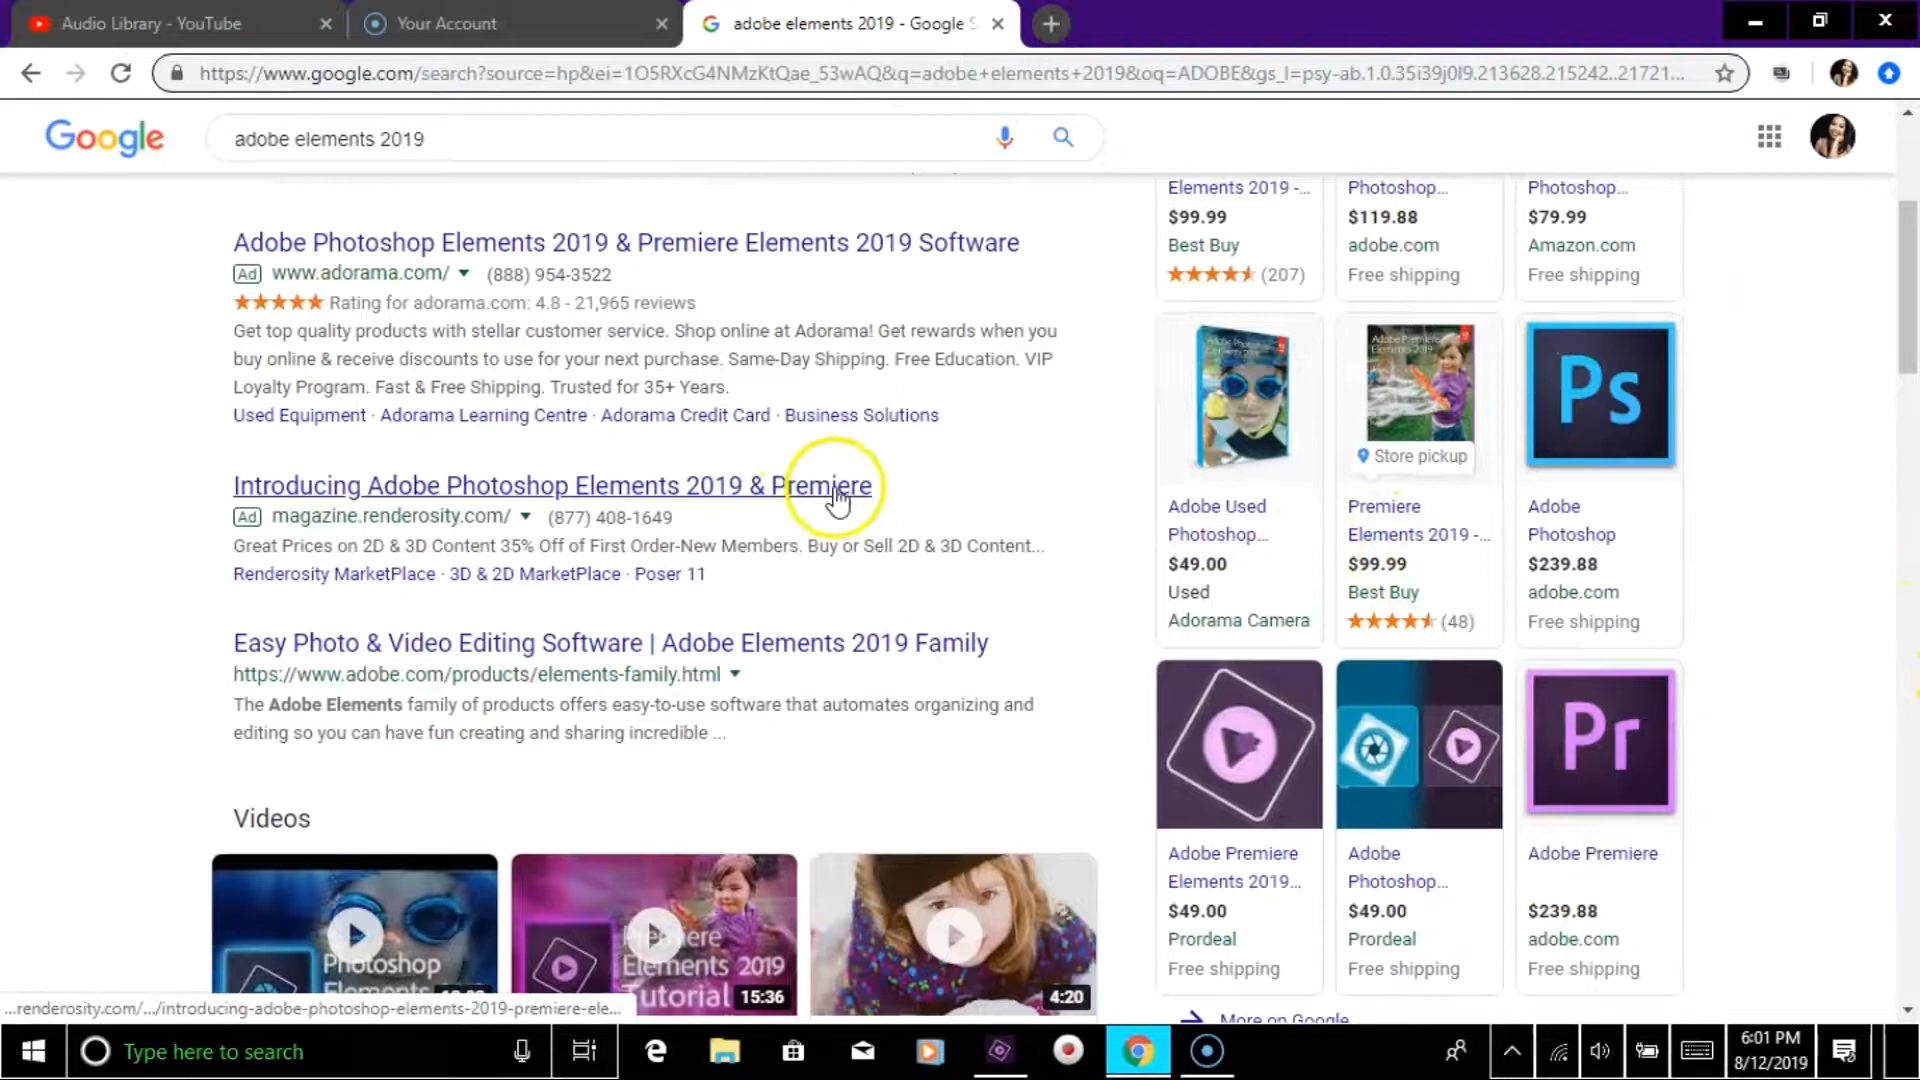 Audio Library - YouTube
Your Account
adobe elements 2019 - Google S
https://www.google.com/search?source=hp&ei=1O5RXcG4NMzKtQae_53wAQ&q=adobe+elements+2019&oq=ADOBE&gs_l=psy-ab.1.0.35i39j0l9.213628.215242..21721...
Google
adobe elements 2019
Adobe Photoshop Elements 2019 & Premiere Elements 2019 Software
Ad www.adorama.com/ (888) 954-3522
Rating for adorama.com: 4.8 - 21,965 reviews
Get top quality products with stellar customer service. Shop online at Adorama! Get rewards when you
buy online & receive discounts to use for your next purchase. Same-Day Shipping. Free Education. VIP
Loyalty Program. Fast & Free Shipping. Trusted for 35+ Years.
Used Equipment · Adorama Learning Centre · Adorama Credit Card · Business Solutions
Introducing Adobe Photoshop Elements 2019 & Premiere
Ad magazine.renderosity.com/ (877) 408-1649
Great Prices on 2D & 3D Content 35% Off of First Order-New Members. Buy or Sell 2D & 3D Content...
Renderosity MarketPlace · 3D & 2D MarketPlace · Poser 11
Easy Photo & Video Editing Software | Adobe Elements 2019 Family
https://www.adobe.com/products/elements-family.html
The Adobe Elements family of products offers easy-to-use software that automates organizing and
editing so you can have fun creating and sharing incredible ...
Videos
Photoshop
Elements
Premiere
Elements 2019
Tutorial
15:36
4:20
Elements 2019 -...
$99.99
Best Buy
(207)
Photoshop...
$119.88
adobe.com
Free shipping
Photoshop...
$79.99
Amazon.com
Free shipping
Adobe Used
Photoshop...
$49.00
Used
Adorama Camera
Store pickup
Premiere
Elements 2019 -...
$99.99
Best Buy
(48)
Ps
Adobe
Photoshop
$239.88
adobe.com
Free shipping
Adobe Premiere
Elements 2019...
$49.00
Prordeal
Free shipping
Adobe
Photoshop...
$49.00
Prordeal
Free shipping
Pr
Adobe Premiere
$239.88
adobe.com
Free shipping
More on Google
...renderosity.com/.../introducing-adobe-photoshop-elements-2019-premiere-ele...
Type here to search
6:01 PM
8/12/2019